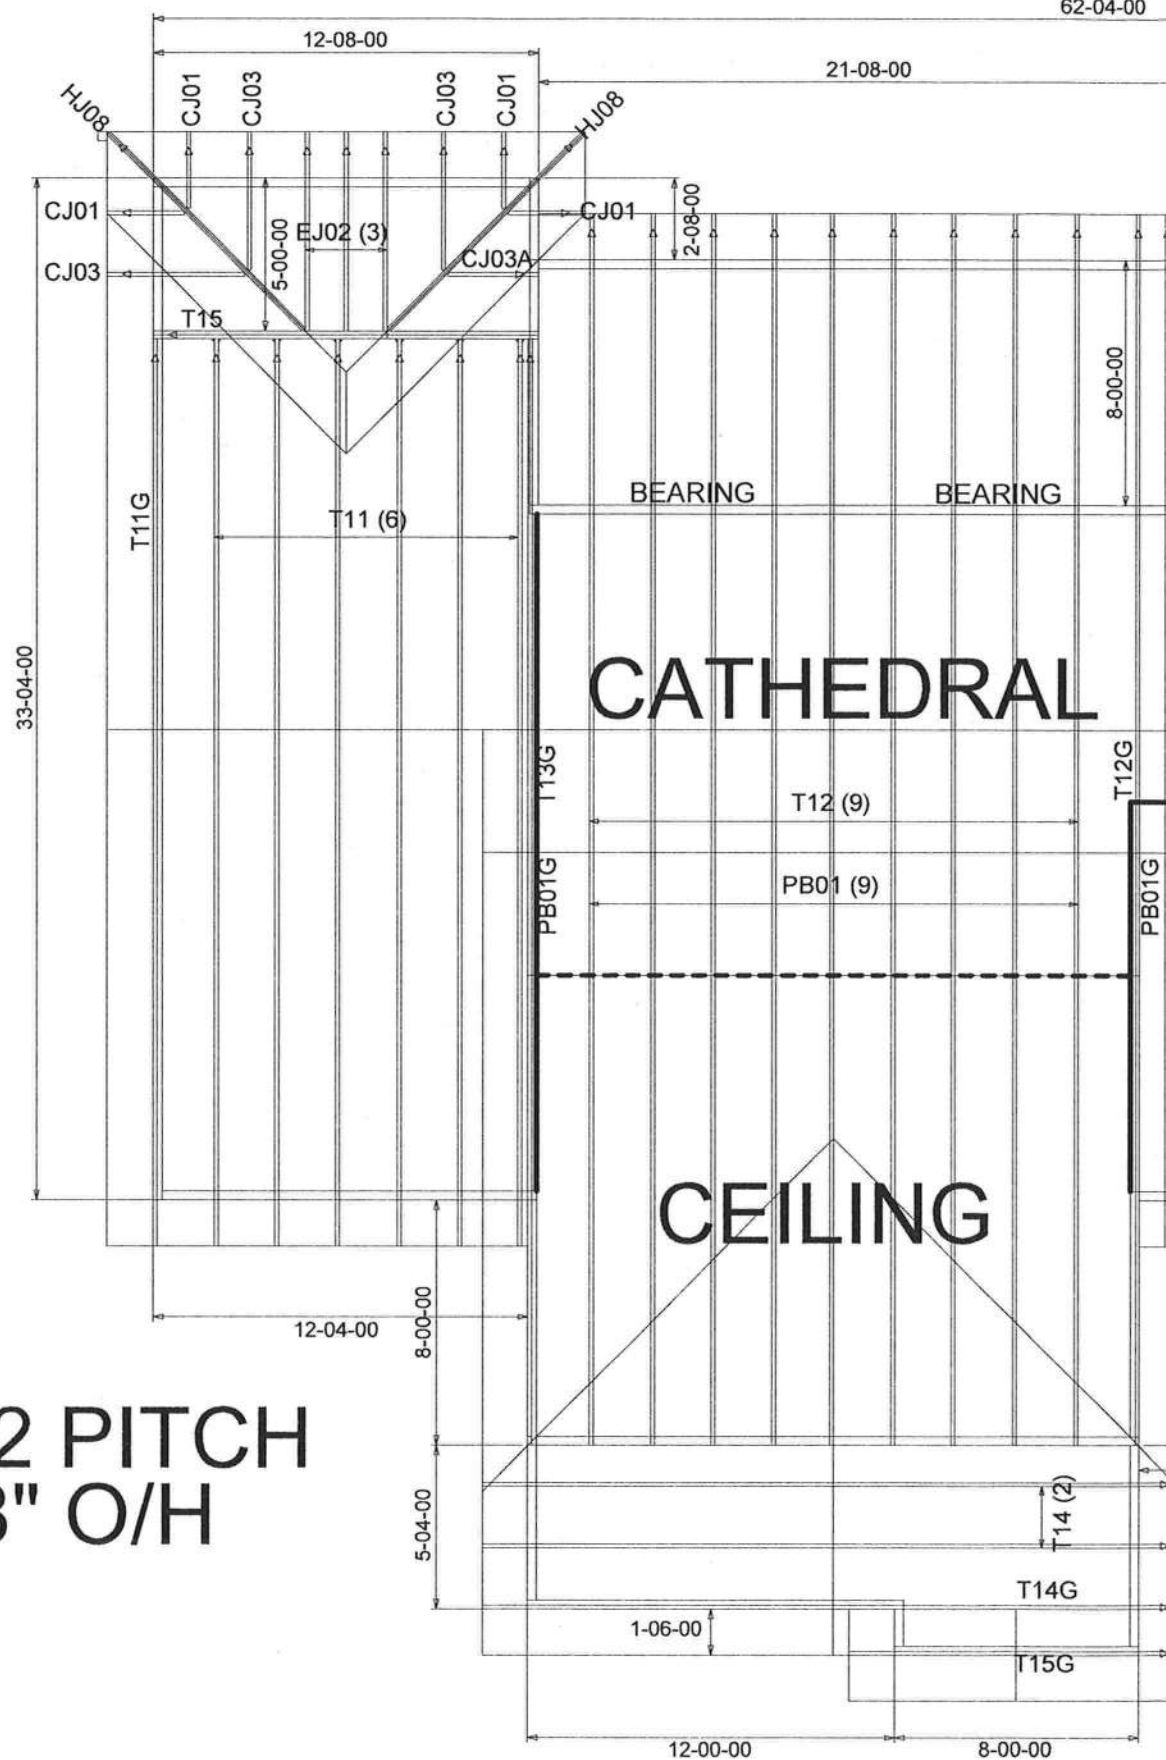 62-04-00
12-08-00
21-08-00
HJ08
CJ01
CJ03
CJ03
CJ01
HJ08
CJ01
5-00-00
EJ02 (3)
CJ01
2-08-00
CJ03
CJ03A
T15
8-00-00
T11G
BEARING
BEARING
T11 (6)
33-04-00
CATHEDRAL
T13G
T12G
T12 (9)
PB01G
PB01 (9)
PB01G
CEILING
12-04-00
8-00-00
2 PITCH
" O/H
5-04-00
T14 (2)
T14G
1-06-00
T15G
12-00-00
8-00-00